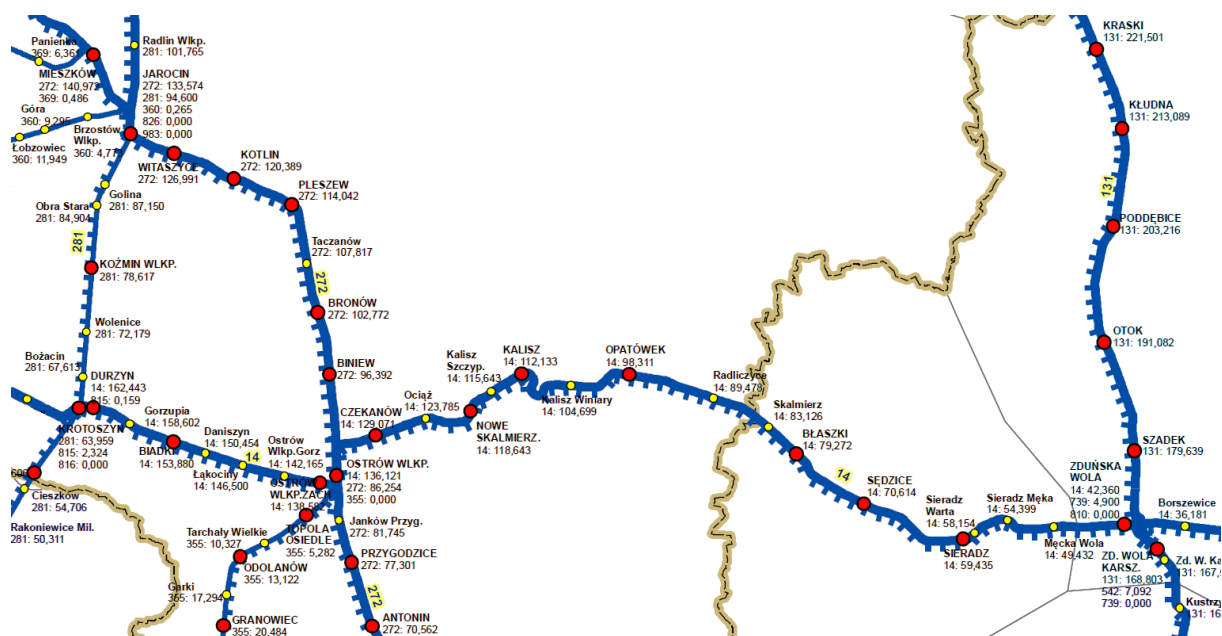 Panienka
369: 6,361
MIESZKÓW
272: 140,973
369: 0,486
Radlin Wlkp.
281: 101,765
JAROCIN
272: 133,574
281: 94,600
360: 0,265
826: 0,000
983: 0,000
Góra
360: 9,295
Łobzowiec
360: 11,949
Brzostów
Wlkp.
360: 4,773
WITASZYCE
272: 126,991
KOTLIN
272: 120,389
PLESZEW
272: 114,042
Golina
281: 87,150
Obra Stara
281: 84,904
281
KOŹMIN WLKP.
281: 78,617
Taczanów
272: 107,817
272
BRONÓW
272: 102,772
Wolenice
281: 72,179
Bożacin
281: 67,613
DURZYN
14: 162,443
815: 0,159
BINIEW
272: 96,392
KROTOSZYN
281: 63,959
815: 2,324
816: 0,000
Gorzupia
14: 158,602
BIADKI
14: 153,880
Daniszyn
14: 150,454
Łąkociny
14: 146,500
14
Ostrów
Wlkp.Gorz
14: 142,165
OSTRÓW
WLKP.ZACH
14: 138,582
CZEKANÓW
14: 129,071
Ociąż
14: 123,785
NOWE
SKALMIERZ.
14: 118,643
Kalisz
Szczyp.
14: 115,643
KALISZ
14: 112,133
Kalisz Winiary
14: 104,699
OPATÓWEK
14: 98,311
Radliczyce
14: 89,478
Skalmierz
14: 83,126
BŁASZKI
14: 79,272
14
SĘDZICE
14: 70,614
OSTRÓW WLKP.
14: 136,121
272: 86,254
355: 0,000
Cieszków
281: 54,706
Rakoniewice Mil.
281: 50,311
TOPOLA
OSIEDLE
355: 5,282
Tarchały Wielkie
355: 10,327
ODOLANÓW
355: 13,122
Garki
355: 17,294
GRANOWIEC
355: 20,484
Janków Przyg.
272: 81,745
PRZYGODZICE
272: 77,301
272
ANTONIN
272: 70,562
Sieradz
Warta
14: 58,154
SIERADZ
14: 59,435
Sieradz Męka
14: 54,399
Męcka Wola
14: 49,432
ZDUŃSKA
WOLA
14: 42,360
739: 4,900
810: 0,000
Borszewice
14: 36,181
ZD. WOLA
KARSZ.
131: 168,803
542: 7,092
739: 0,000
KRASKI
131: 221,501
KŁUDNA
131: 213,089
131
PODDĘBICE
131: 203,216
OTOK
131: 191,082
SZADEK
131: 179,639